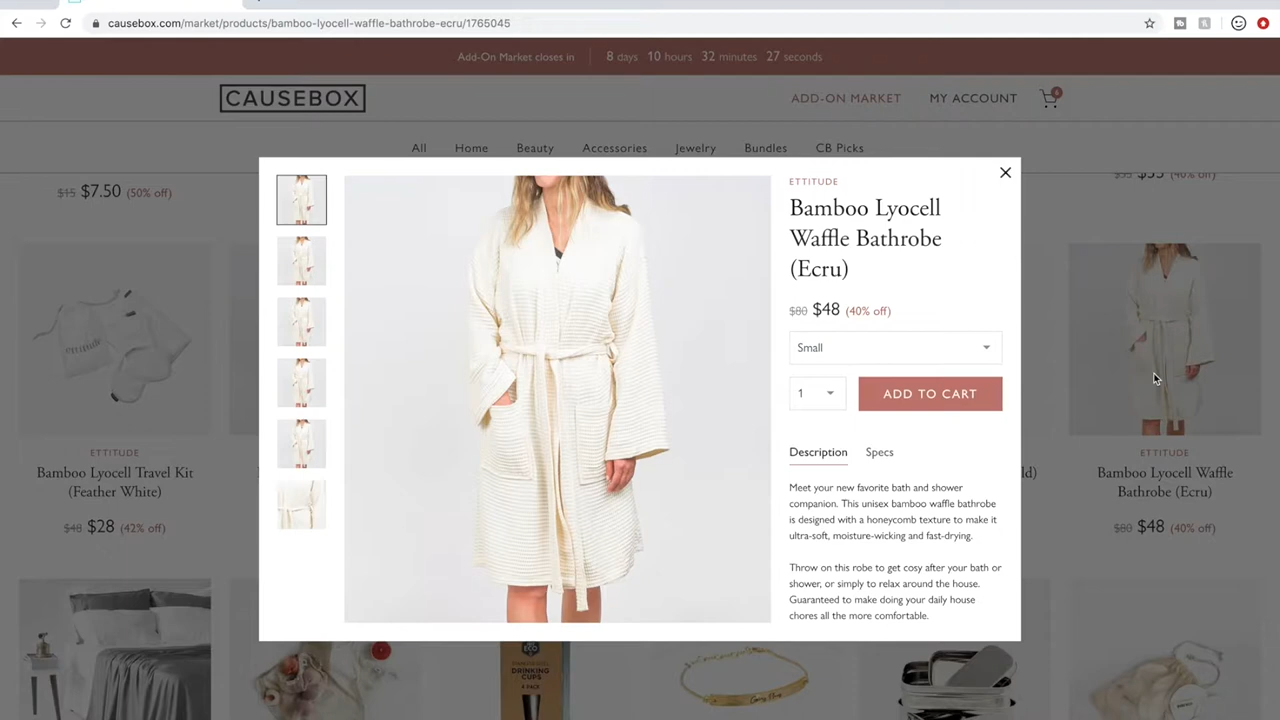 causebox.com/market/products/bamboo-lyocell-waffle-bathrobe-ecru/1765045
Add-On Market closes in 8 days 10 hours 32 minutes 27 seconds
CAUSEBOX
ADD-ON MARKET MY ACCOUNT
All Home Beauty Accessories Jewelry Bundles CB Picks
$15 $7.50 (50% off)
ETTITUDE
Bamboo Lyocell
Waffle Bathrobe
(Ecru)
$80 $48 (40% off)
Small
1 ADD TO CART
Description Specs
Meet your new favorite bath and shower
companion. This unisex bamboo waffle bathrobe
is designed with a honeycomb texture to make it
ultra-soft, moisture-wicking and fast-drying.
Throw on this robe to get cosy after your bath or
shower, or simply to relax around the house.
Guaranteed to make doing your daily house
chores all the more comfortable.
ETTITUDE
Bamboo Lyocell Travel Kit
(Feather White)
$48 $28 (42% off)
ETTITUDE
Bamboo Lyocell Waffle
Bathrobe (Ecru)
$80 $48 (40% off)
ECO
DRINKING
CUPS
4 PACK